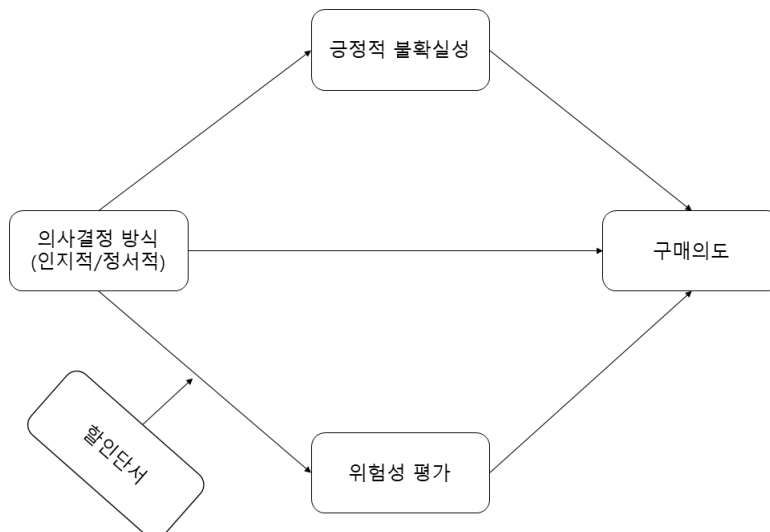 긍정적 불확실성
의사결정 방식
(인지적/정서적)
구매의도
할인단서
위험성 평가